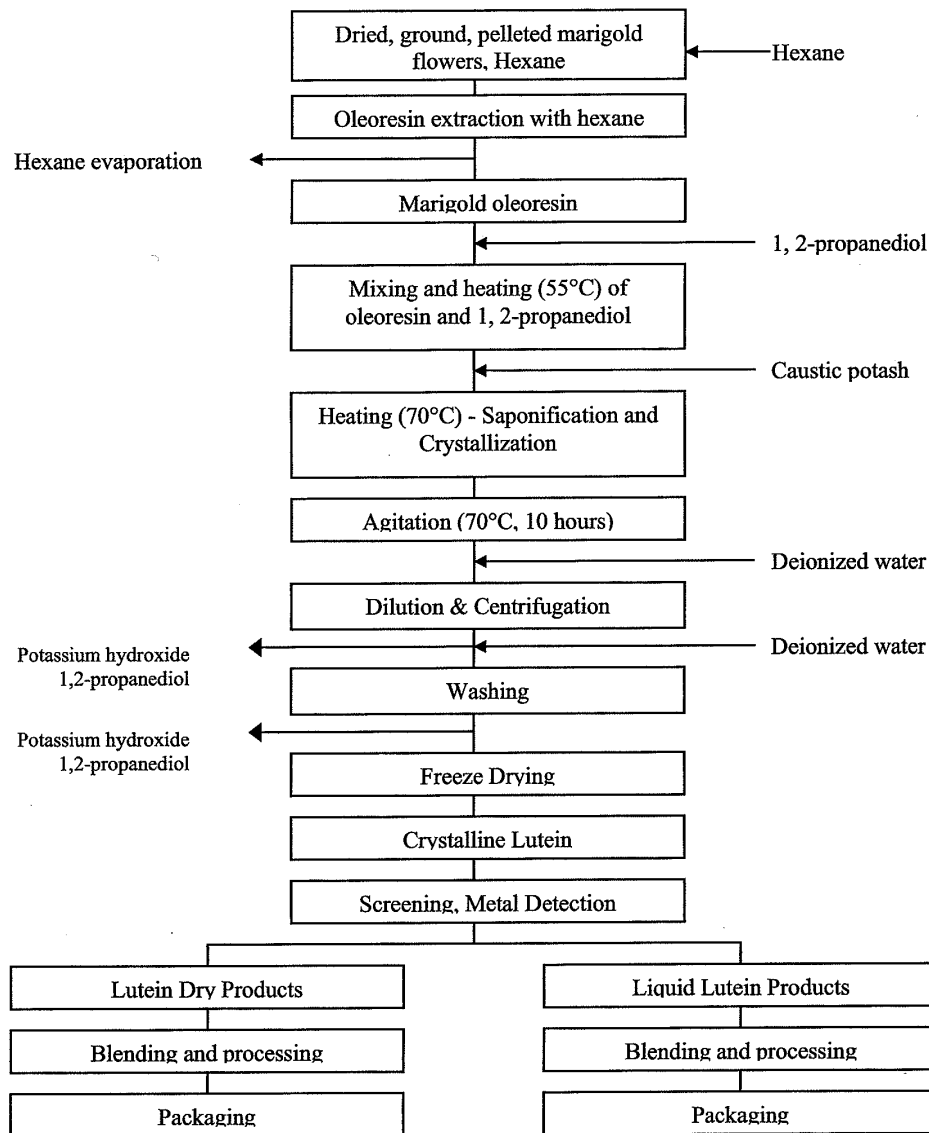 Dried, ground, pelleted marigold
flowers, Hexane
Hexane
Oleoresin extraction with hexane
Hexane evaporation
Marigold oleoresin
1, 2-propanediol
Mixing and heating (55°C) of
oleoresin and 1, 2-propanediol
Caustic potash
Heating (70°C) - Saponification and
Crystallization
Agitation (70°C, 10 hours)
Deionized water
Dilution & Centrifugation
Potassium hydroxide
1,2-propanediol
Deionized water
Washing
Potassium hydroxide
1,2-propanediol
Freeze Drying
Crystalline Lutein
Screening, Metal Detection
Lutein Dry Products
Liquid Lutein Products
Blending and processing
Blending and processing
Packaging
Packaging